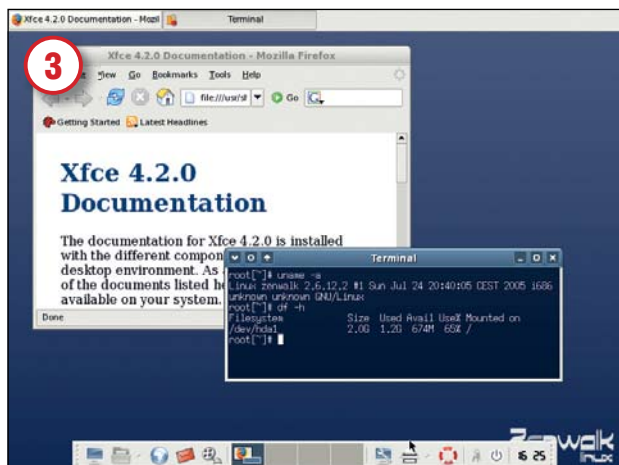 Xfce 4.2.0 Documentation - Mozil
Terminal
3
Xfce 4.2.0 Documentation - Mozilla Firefox
View Go Bookmarks Tools Help
file:///usr/sl
Go
Getting Started Latest Headlines
Xfce 4.2.0
Documentation
The documentation for Xfce 4.2.0 is installed
with the different compon
desktop environment. As
of the documents listed he
available on your system.
Done
Terminal
root[~]# uname -a
Linux zenwalk 2.6.12.2 #1 Sun Jul 24 20:40:05 CEST 2005 i686
unknown unknown GNU/Linux
root[~]# df -h
Filesystem Size Used Avail Use% Mounted on
/dev/hda1 2.0G 1.2G 674M 65% /
root[~]#
Zenwalk
linux
16 25